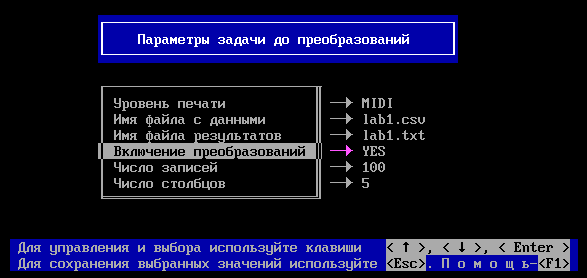 Параметры задачи до преобразований
Уровень печати → MIDI
Имя файла с данными → lab1.csv
Имя файла результатов → lab1.txt
Включение преобразований → YES
Число записей → 100
Число столбцов → 5
Для управления и выбора используйте клавиши < ↑ >, < ↓ >, < Enter >
Для сохранения выбранных значений используйте <Esc>. П о м о щ ь-<F1>